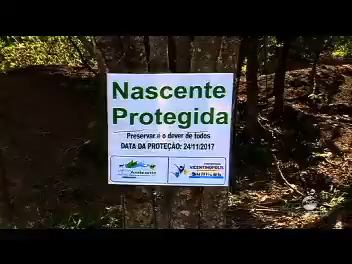 Nascente
Protegida
Preservar é o dever de todos
DATA DA PROTEÇÃO: 24/11/2017
Ambiente
VICENTINÓPOLIS